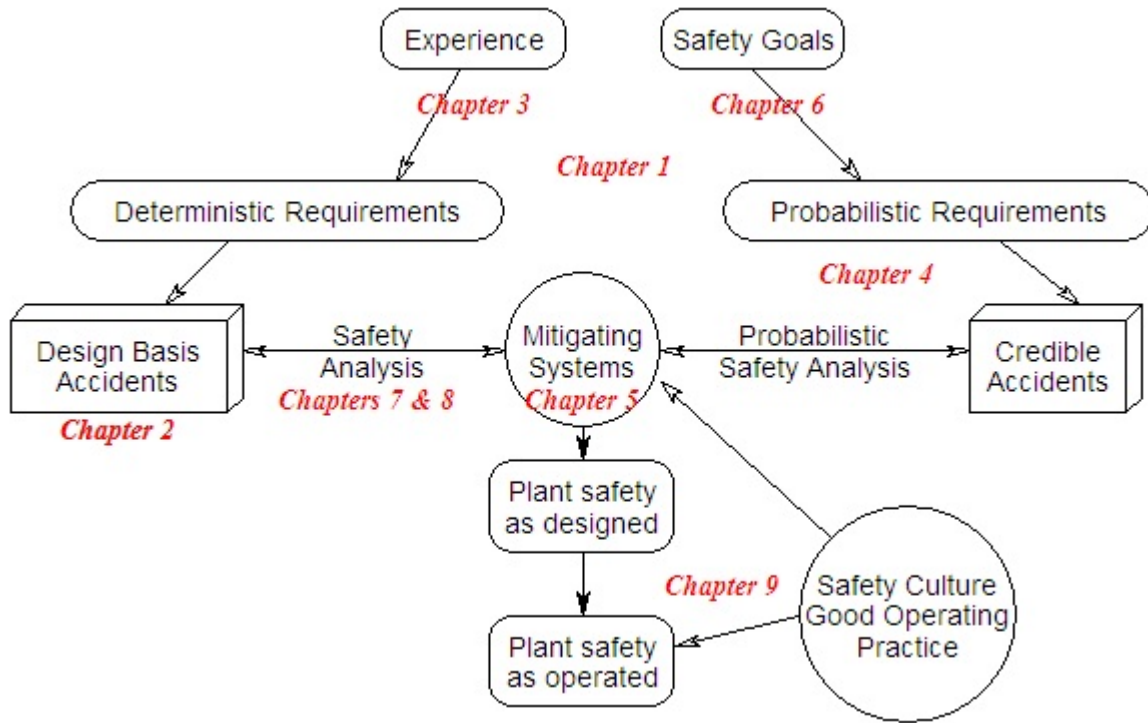 Experience
Safety Goals
Chapter 3
Chapter 6
Chapter 1
Deterministic Requirements
Probabilistic Requirements
Chapter 4
Design Basis
Accidents
Chapter 2
Safety
Analysis
Chapters 7 & 8
Mitigating
Systems
Chapter 5
Probabilistic
Safety Analysis
Credible
Accidents
Plant safety
as designed
Chapter 9
Safety Culture
Good Operating
Practice
Plant safety
as operated